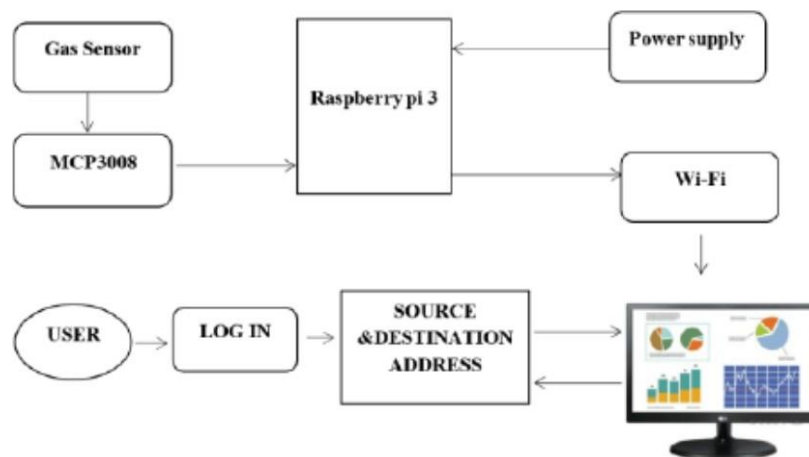 Gas Sensor
Power supply
Raspberry pi 3
MCP3008
Wi-Fi
USER
LOG IN
SOURCE
&DESTINATION
ADDRESS